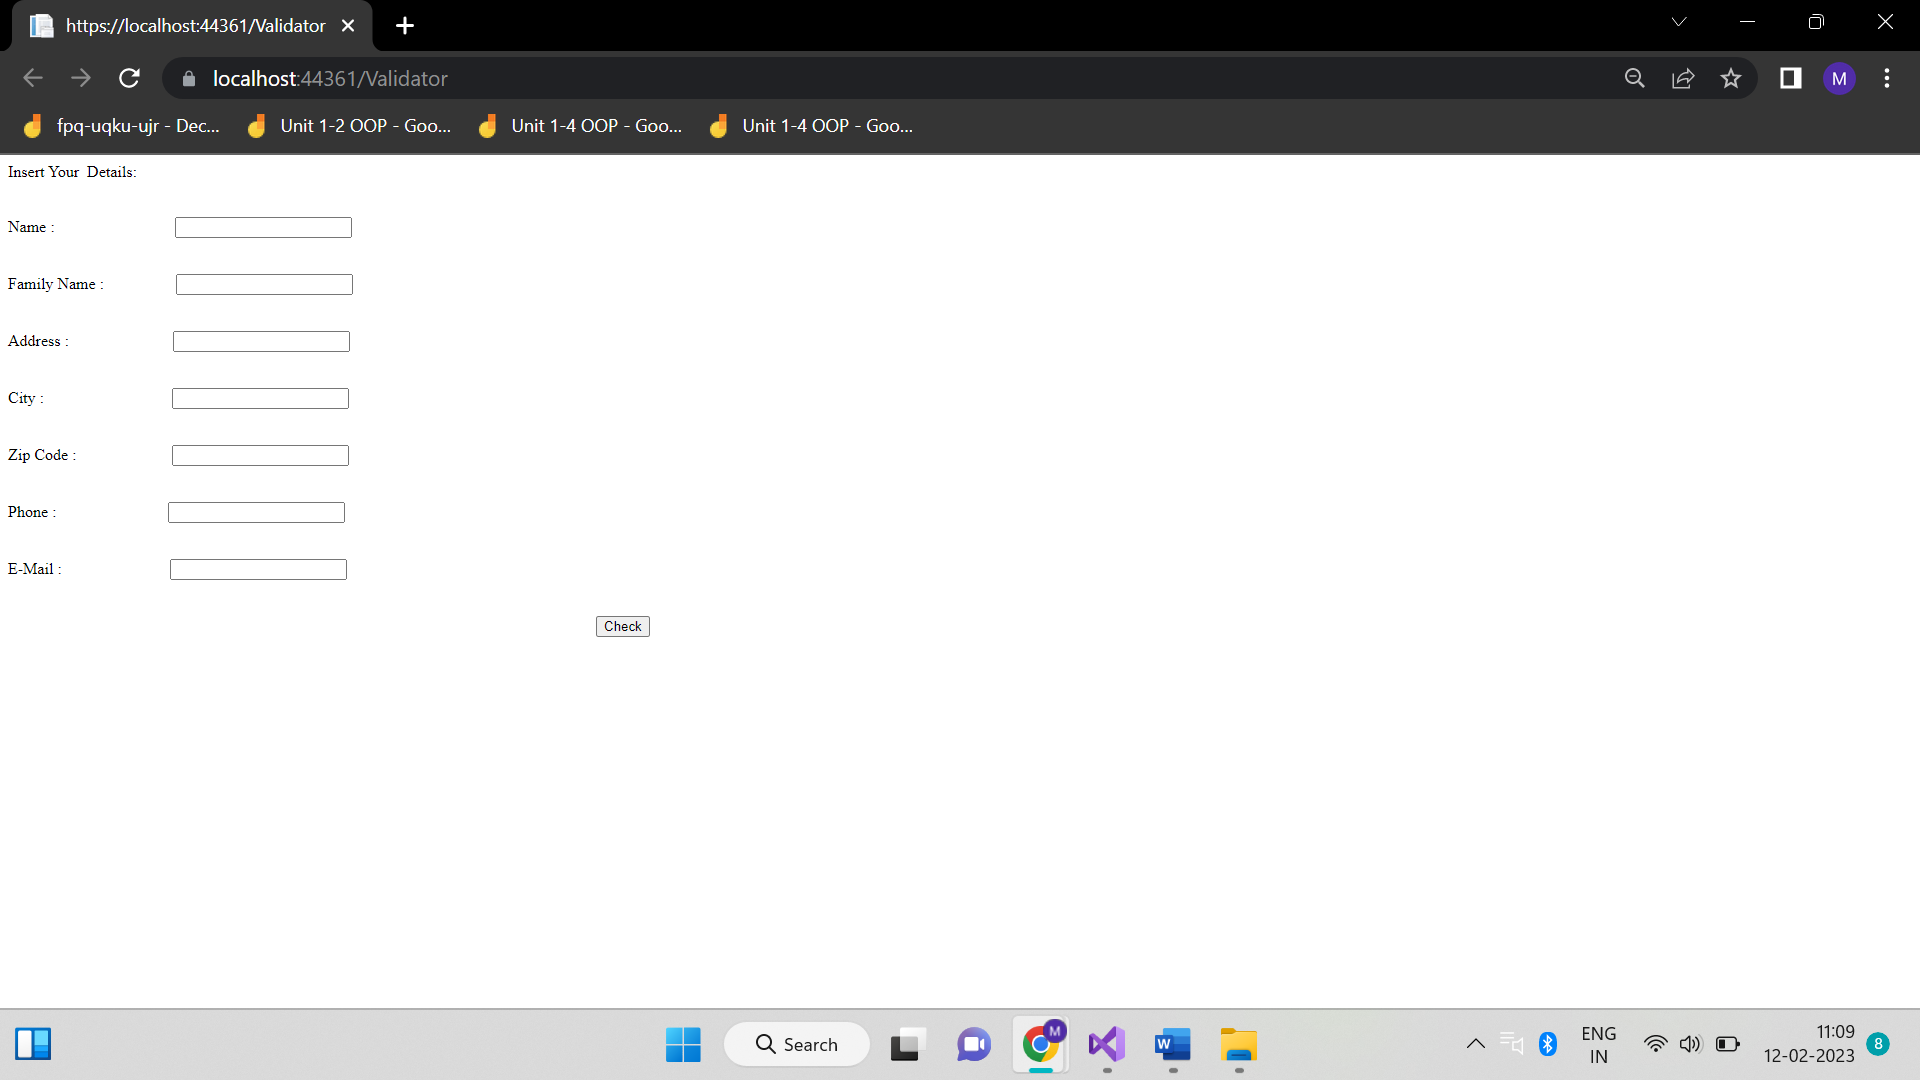 https://localhost:44361/Validator
localhost:44361/Validator
M
fpq-uqku-ujr - Dec...
Unit 1-2 OOP - Goo...
Unit 1-4 OOP - Goo...
Unit 1-4 OOP - Goo...
Insert Your  Details:
Name :
Family Name :
Address :
City :
Zip Code :
Phone :
E-Mail :
Check
Search
M
W
ENG
IN
11:09
12-02-2023
8